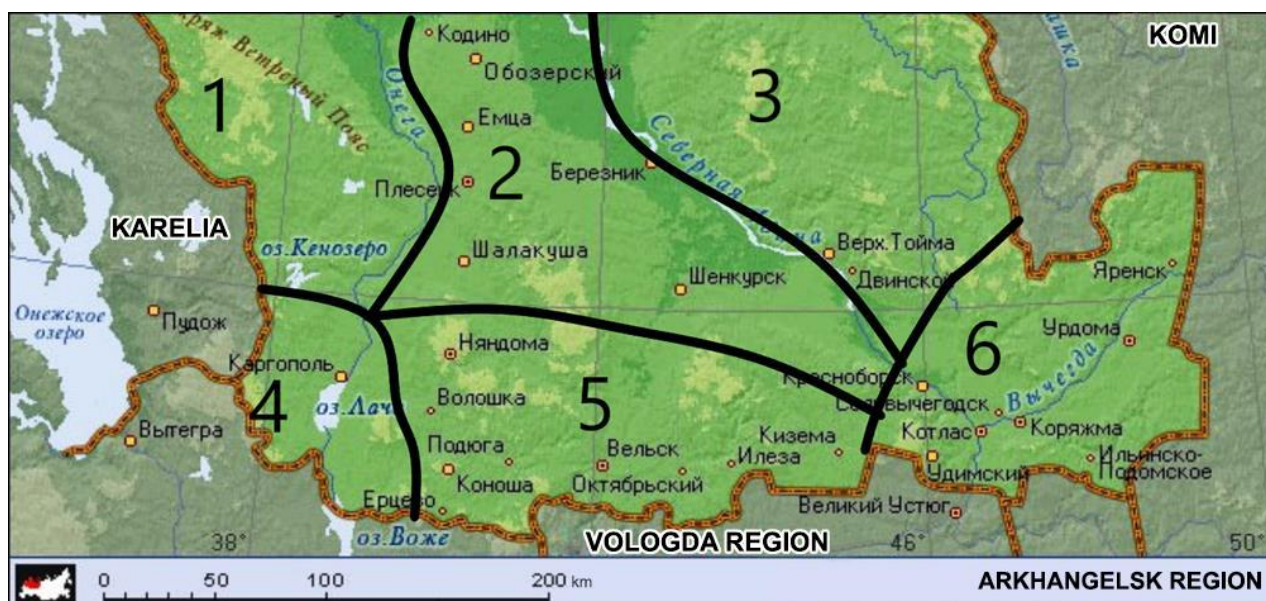 Кодино
KOMI
Обозерский
Кряж Ветреный Пояс
1
Онега
3
Емца
Северная Двина
Березник
2
Плесецк
KARELIA
оз.Кенозеро
Шалакуша
Верх.Тойма
Двинской
Яренск
Шенкурск
Онежское
озеро
Пудож
Урдома
Няндома
6
Каргополь
Красноборск
Вычегда
4
оз.Лача
Волошка
5
Сольвычегодск
Вытегра
Котлас
Коряжма
Подюга
Вельск
Кизема
Илеза
Удимский
Ильинско-
Подомское
Коноша
Октябрьский
Ерцево
Великий Устюг
оз.Воже
38°
VOLOGDA REGION
46°
50°
0 50 100 200 km
ARKHANGELSK REGION